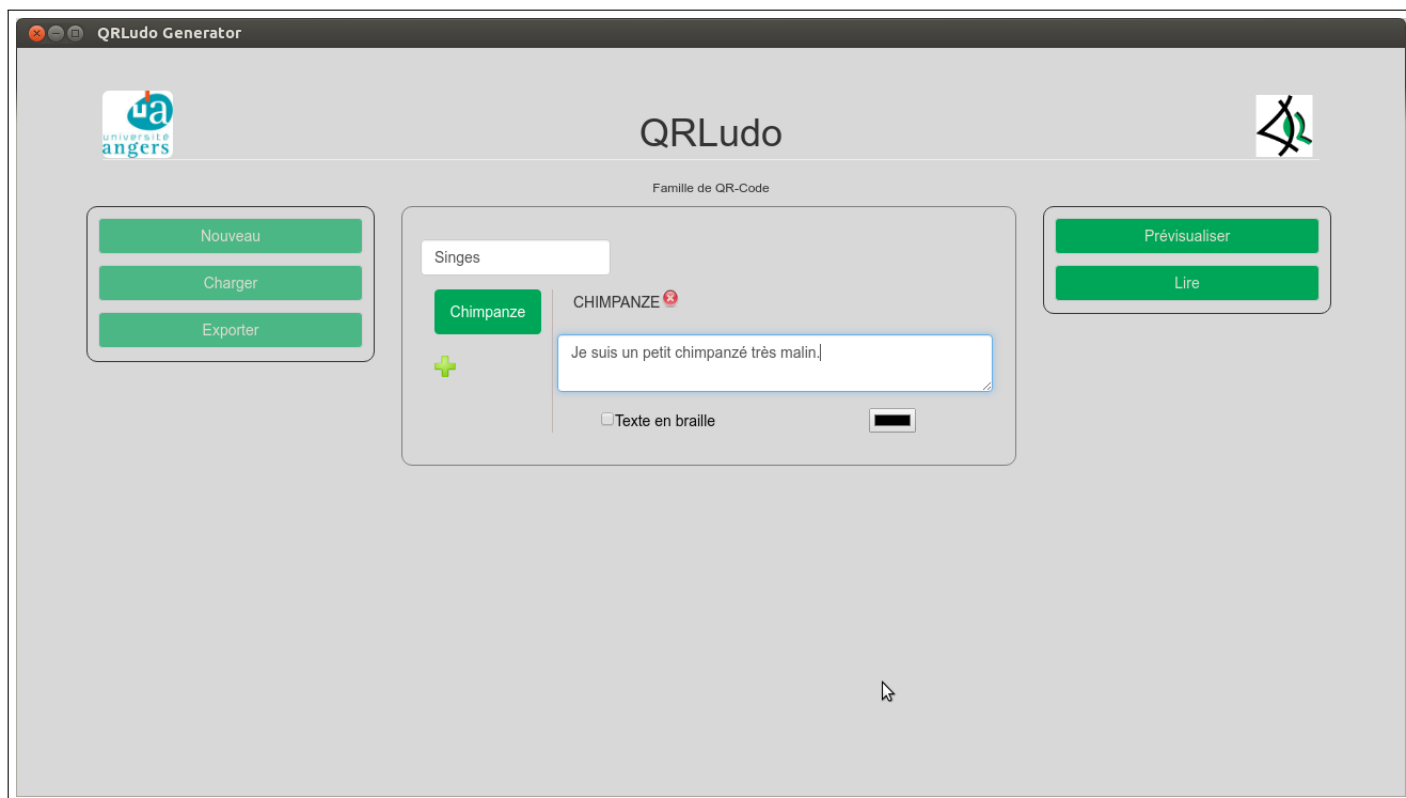 QRLudo Generator
université
angers
QRLudo
Famille de QR-Code
Nouveau
Charger
Exporter
Singes
Chimpanze
CHIMPANZE
Je suis un petit chimpanzé très malin.
Texte en braille
Prévisualiser
Lire